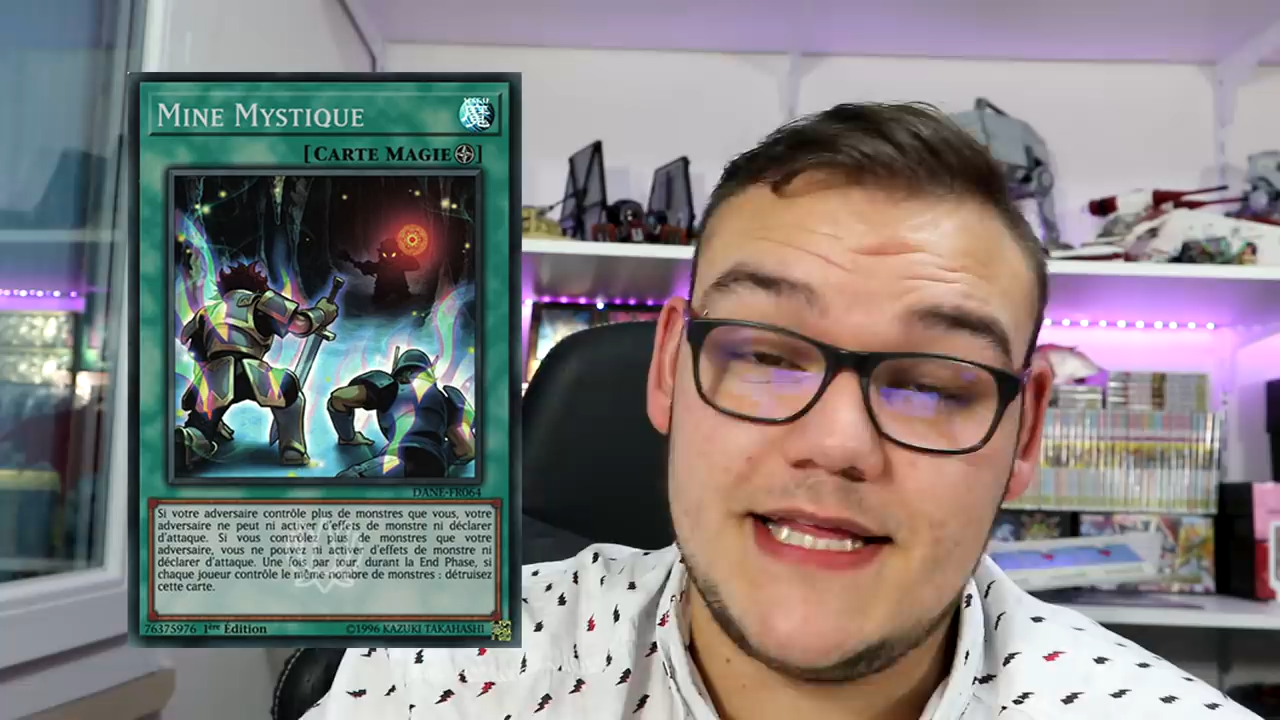 Mine Mystique
魔
[Carte Magie]
DANE-FR064
Si votre adversaire contrôle plus de monstres que vous, votre
adversaire ne peut ni activer d'effets de monstre ni déclarer
d'attaque. Si vous contrôlez plus de monstres que votre
adversaire, vous ne pouvez ni activer d'effets de monstre ni
déclarer d'attaque. Une fois par tour, durant la End Phase, si
chaque joueur contrôle le même nombre de monstres : détruisez
cette carte.
76375976 1ère Édition ©1996 KAZUKI TAKAHASHI